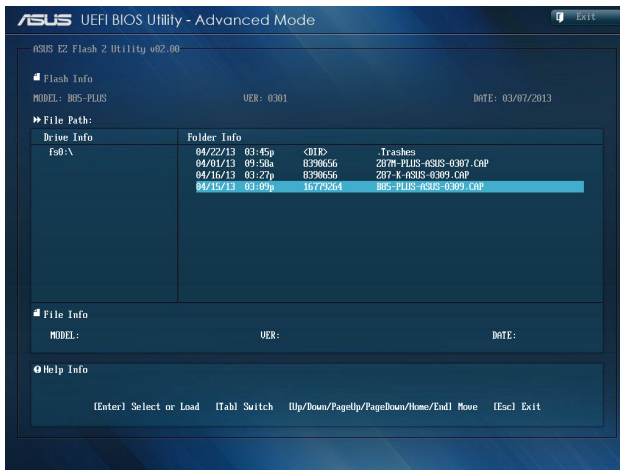 ASUS UEFI BIOS Utility - Advanced Mode
Exit
ASUS EZ Flash 2 Utility v02.00
Flash Info
MODEL: B85-PLUS VER: 0301 DATE: 03/07/2013
File Path:
Drive Info Folder Info
fs0:\ 04/22/13 03:45p <DIR> .Trashes
04/01/13 09:58a 8390656 Z87M-PLUS-ASUS-0307.CAP
04/16/13 03:27p 8390656 Z87-K-ASUS-0309.CAP
04/15/13 03:09p 16779264 B85-PLUS-ASUS-0309.CAP
File Info
MODEL: VER: DATE:
Help Info
[Enter] Select or Load [Tab] Switch [Up/Down/PageUp/PageDown/Home/End] Move [Esc] Exit